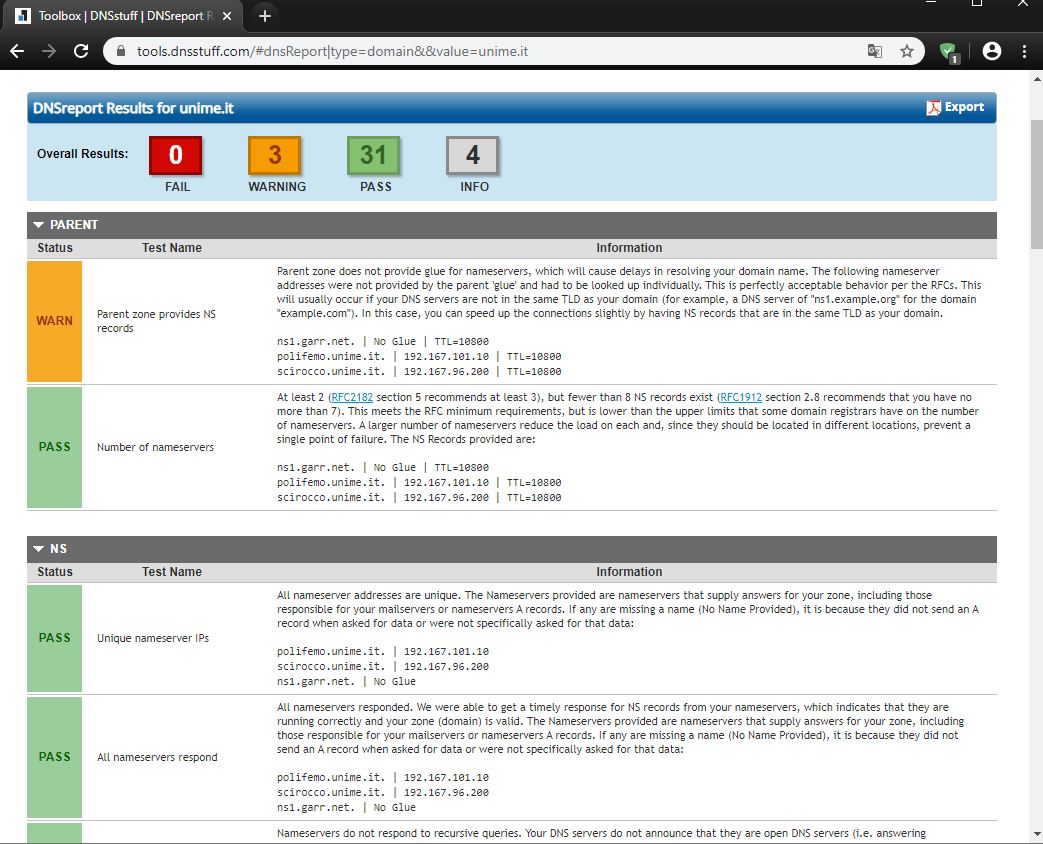 Toolbox | DNSstuff | DNSreport R
tools.dnsstuff.com/#dnsReport|type=domain&&value=unime.it
1
DNSreport Results for unime.it
Export
Overall Results:
0
3
31
4
FAIL
WARNING
PASS
INFO
PARENT
Status Test Name Information
WARN
Parent zone provides NS
records
Parent zone does not provide glue for nameservers, which will cause delays in resolving your domain name. The following nameserver
addresses were not provided by the parent 'glue' and had to be looked up individually. This is perfectly acceptable behavior per the RFCs. This
will usually occur if your DNS servers are not in the same TLD as your domain (for example, a DNS server of "ns1.example.org" for the domain
"example.com"). In this case, you can speed up the connections slightly by having NS records that are in the same TLD as your domain.
ns1.garr.net. | No Glue | TTL=10800
polifemo.unime.it. | 192.167.101.10 | TTL=10800
scirocco.unime.it. | 192.167.96.200 | TTL=10800
PASS
Number of nameservers
At least 2 (RFC2182 section 5 recommends at least 3), but fewer than 8 NS records exist (RFC1912 section 2.8 recommends that you have no
more than 7). This meets the RFC minimum requirements, but is lower than the upper limits that some domain registrars have on the number
of nameservers. A larger number of nameservers reduce the load on each and, since they should be located in different locations, prevent a
single point of failure. The NS Records provided are:
ns1.garr.net. | No Glue | TTL=10800
polifemo.unime.it. | 192.167.101.10 | TTL=10800
scirocco.unime.it. | 192.167.96.200 | TTL=10800
NS
Status Test Name Information
PASS
Unique nameserver IPs
All nameserver addresses are unique. The Nameservers provided are nameservers that supply answers for your zone, including those
responsible for your mailservers or nameservers A records. If any are missing a name (No Name Provided), it is because they did not send an A
record when asked for data or were not specifically asked for that data:
polifemo.unime.it. | 192.167.101.10
scirocco.unime.it. | 192.167.96.200
ns1.garr.net. | No Glue
PASS
All nameservers respond
All nameservers responded. We were able to get a timely response for NS records from your nameservers, which indicates that they are
running correctly and your zone (domain) is valid. The Nameservers provided are nameservers that supply answers for your zone, including
those responsible for your mailservers or nameservers A records. If any are missing a name (No Name Provided), it is because they did not
send an A record when asked for data or were not specifically asked for that data:
polifemo.unime.it. | 192.167.101.10
scirocco.unime.it. | 192.167.96.200
ns1.garr.net. | No Glue
Nameservers do not respond to recursive queries. Your DNS servers do not announce that they are open DNS servers (i.e. answering